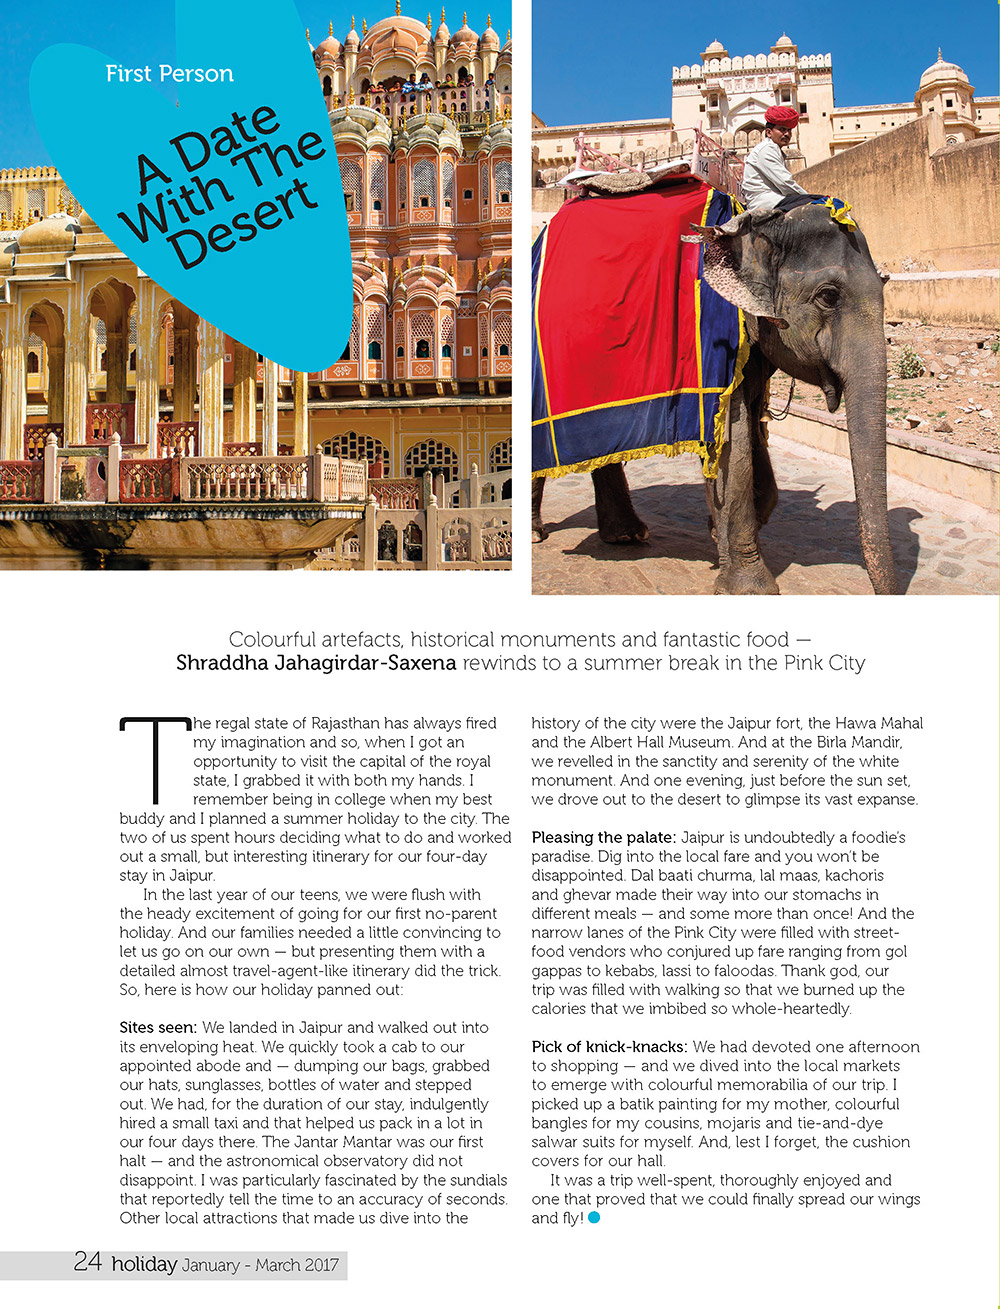 First Person
A Date
With The
Desert
114
Colourful artefacts, historical monuments and fantastic food —
Shraddha Jahagirdar-Saxena rewinds to a summer break in the Pink City
The regal state of Rajasthan has always fired
my imagination and so, when I got an
opportunity to visit the capital of the royal
state, I grabbed it with both my hands. I
remember being in college when my best
buddy and I planned a summer holiday to the city. The
two of us spent hours deciding what to do and worked
out a small, but interesting itinerary for our four-day
stay in Jaipur.
In the last year of our teens, we were flush with
the heady excitement of going for our first no-parent
holiday. And our families needed a little convincing to
let us go on our own — but presenting them with a
detailed almost travel-agent-like itinerary did the trick.
So, here is how our holiday panned out:
Sites seen: We landed in Jaipur and walked out into
its enveloping heat. We quickly took a cab to our
appointed abode and — dumping our bags, grabbed
our hats, sunglasses, bottles of water and stepped
out. We had, for the duration of our stay, indulgently
hired a small taxi and that helped us pack in a lot in
our four days there. The Jantar Mantar was our first
halt — and the astronomical observatory did not
disappoint. I was particularly fascinated by the sundials
that reportedly tell the time to an accuracy of seconds.
Other local attractions that made us dive into the
history of the city were the Jaipur fort, the Hawa Mahal
and the Albert Hall Museum. And at the Birla Mandir,
we revelled in the sanctity and serenity of the white
monument. And one evening, just before the sun set,
we drove out to the desert to glimpse its vast expanse.
Pleasing the palate: Jaipur is undoubtedly a foodie's
paradise. Dig into the local fare and you won't be
disappointed. Dal baati churma, lal maas, kachoris
and ghevar made their way into our stomachs in
different meals — and some more than once! And the
narrow lanes of the Pink City were filled with street-
food vendors who conjured up fare ranging from gol
gappas to kebabs, lassi to faloodas. Thank god, our
trip was filled with walking so that we burned up the
calories that we imbibed so whole-heartedly.
Pick of knick-knacks: We had devoted one afternoon
to shopping — and we dived into the local markets
to emerge with colourful memorabilia of our trip. I
picked up a batik painting for my mother, colourful
bangles for my cousins, mojaris and tie-and-dye
salwar suits for myself. And, lest I forget, the cushion
covers for our hall.
It was a trip well-spent, thoroughly enjoyed and
one that proved that we could finally spread our wings
and fly!
24 holiday January - March 2017